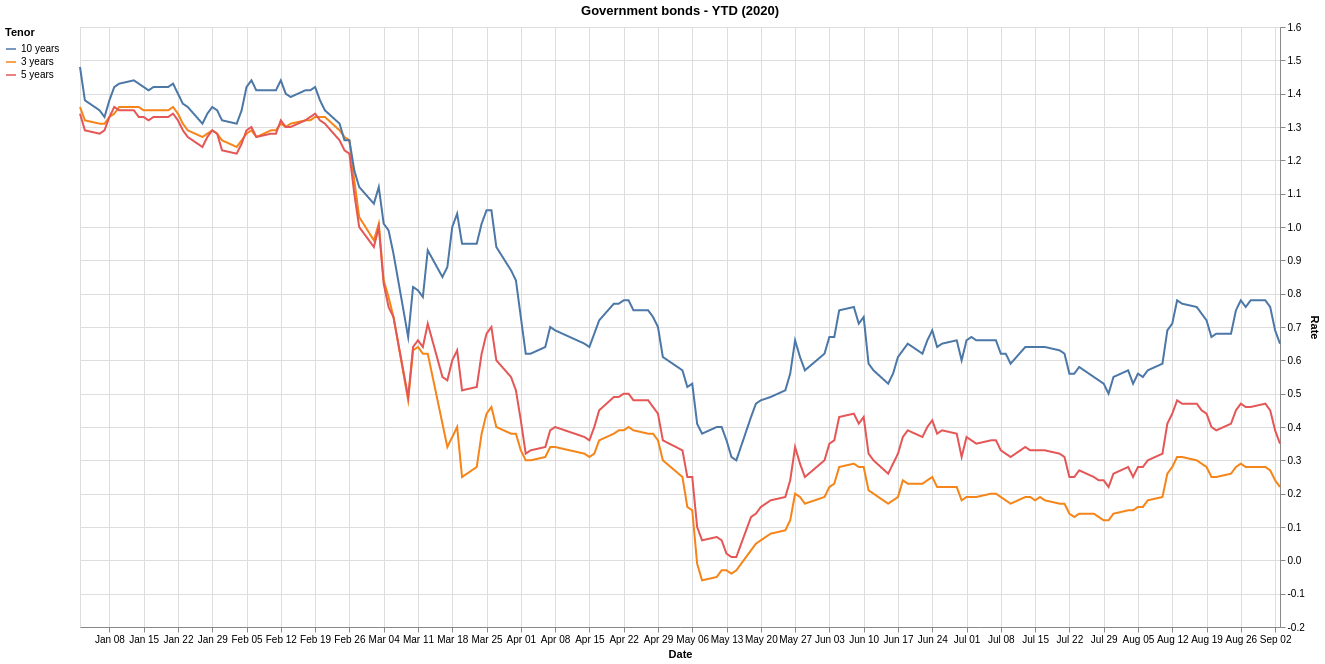 Government bonds - YTD (2020)
Tenor
10 years
3 years
5 years
1.6
1.5
1.4
1.3
1.2
1.1
1.0
0.9
0.8
0.7
0.6
0.5
0.4
0.3
0.2
0.1
0.0
-0.1
-0.2
Rate
Jan 08 Jan 15 Jan 22 Jan 29 Feb 05 Feb 12 Feb 19 Feb 26 Mar 04 Mar 11 Mar 18 Mar 25 Apr 01 Apr 08 Apr 15 Apr 22 Apr 29 May 06 May 13 May 20 May 27 Jun 03 Jun 10 Jun 17 Jun 24 Jul 01 Jul 08 Jul 15 Jul 22 Jul 29 Aug 05 Aug 12 Aug 19 Aug 26 Sep 02
Date